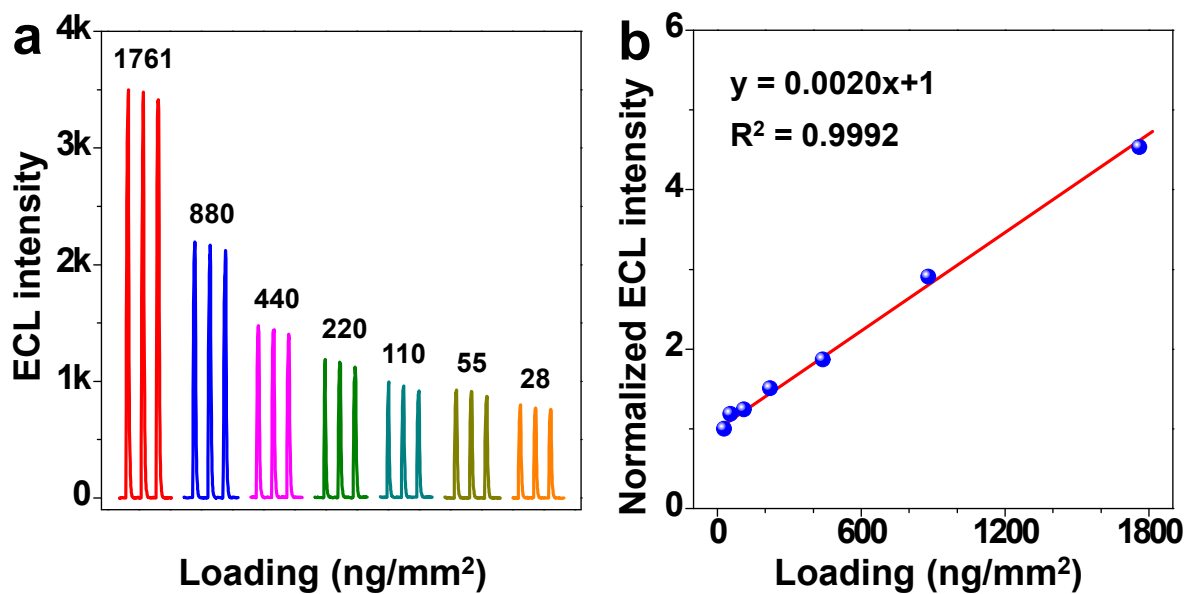 a
4k
3k
2k
1k
0
ECL intensity
1761
880
440
220
110
55
28
Loading (ng/mm²)
b
6
4
2
0
Normalized ECL intensity
y = 0.0020x+1
R² = 0.9992
0 600 1200 1800
Loading (ng/mm²)